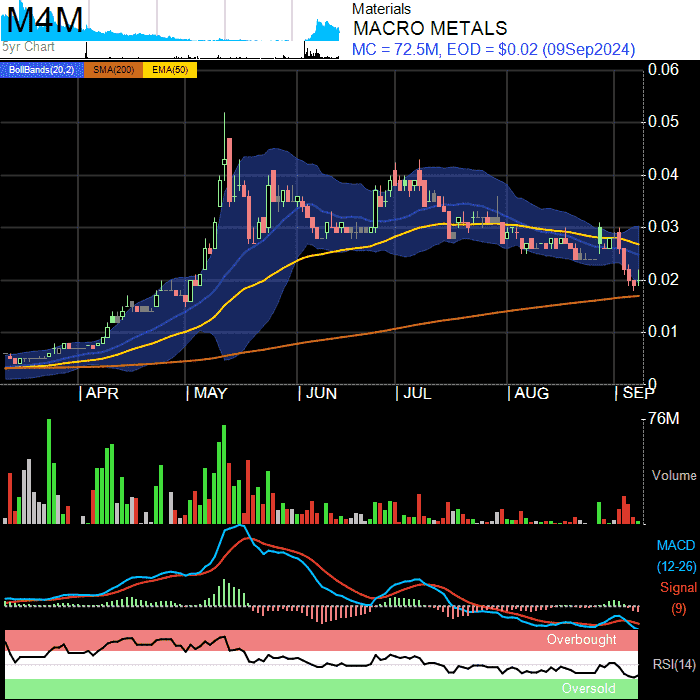 M4M
5yr Chart
Materials
MACRO METALS
MC = 72.5M, EOD = $0.02 (09Sep2024)
BollBands(20,2) SMA(200) EMA(50)
0.06
0.05
0.04
0.03
0.02
0.01
0
APR MAY JUN JUL AUG SEP
76M
Volume
MACD
(12-26)
Signal
(9)
Overbought
RSI(14)
Oversold